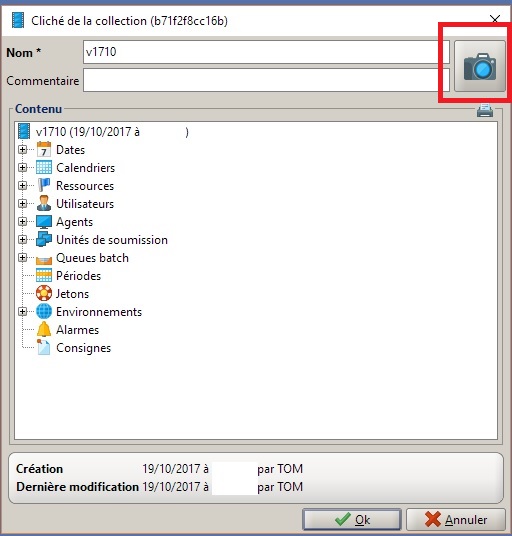 Cliché de la collection (b71f2f8cc16b)
Nom * v1710
Commentaire
Contenu
v1710 (19/10/2017 à )
7 Dates
Calendriers
Ressources
Utilisateurs
Agents
Unités de soumission
Queues batch
Périodes
Jetons
Environnements
Alarmes
Consignes
Création 19/10/2017 à par TOM
Dernière modification 19/10/2017 à par TOM
Ok Annuler